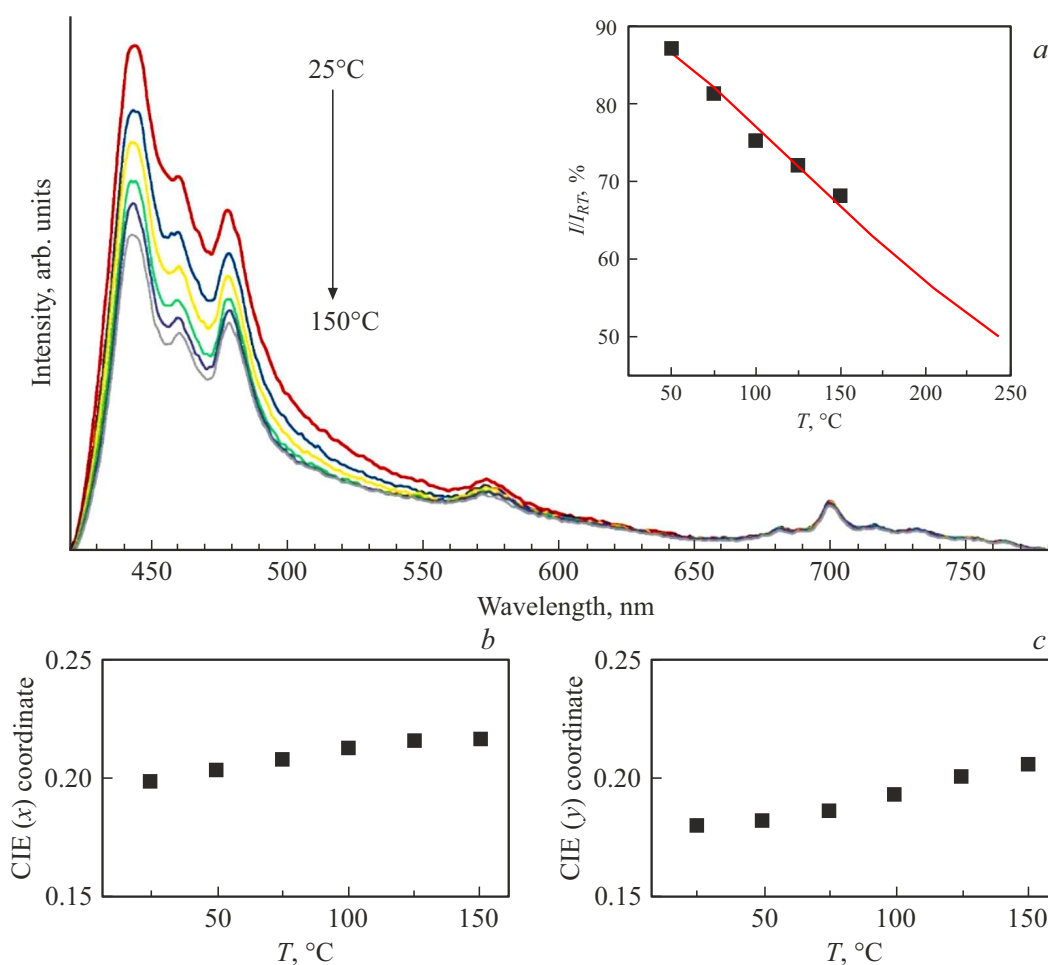 Intensity, arb. units
25°C
150°C
450 500 550 600 650 700 750
Wavelength, nm
a
I/I_RT, %
90
80
70
60
50
50 100 150 200 250
T, °C
b
CIE (x) coordinate
0.25
0.20
0.15
50 100 150
T, °C
c
CIE (y) coordinate
0.25
0.20
0.15
50 100 150
T, °C